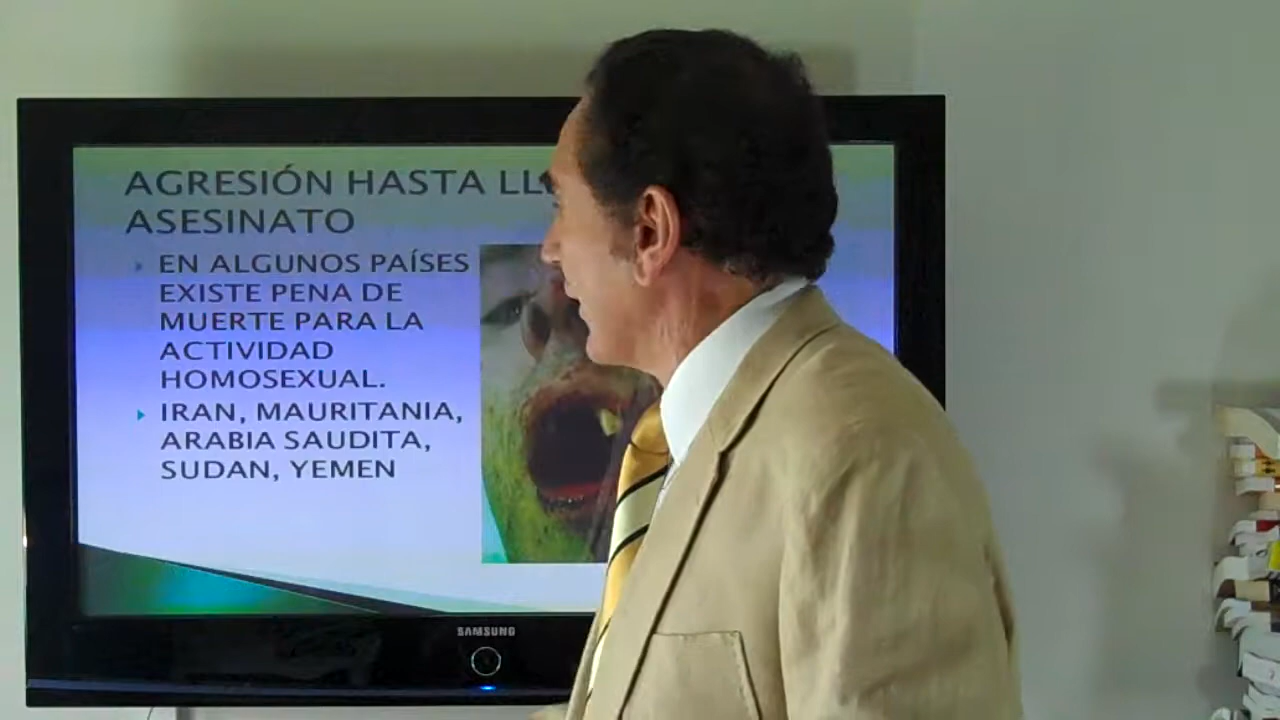 AGRESIÓN HASTA
ASESINATO
EN ALGUNOS PAÍSES
EXISTE PENA DE
MUERTE PARA LA
ACTIVIDAD
HOMOSEXUAL.
IRAN, MAURITANIA,
ARABIA SAUDITA,
SUDAN, YEMEN
SAMSUNG